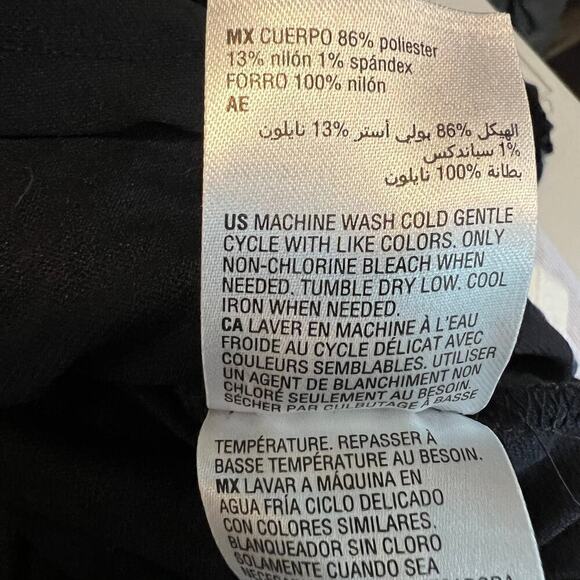 MX CUERPO 86% poliester
13% nilón 1% spándex
FORRO 100% nilón
AE
الهيكل 86% بولي أستر 13% نايلون
1% سباندكس
بطانة 100% نايلون
US MACHINE WASH COLD GENTLE
CYCLE WITH LIKE COLORS. ONLY
NON-CHLORINE BLEACH WHEN
NEEDED. TUMBLE DRY LOW. COOL
IRON WHEN NEEDED.
CA LAVER EN MACHINE À L'EAU
FROIDE AU CYCLE DÉLICAT AVEC
COULEURS SEMBLABLES. UTILISER
UN AGENT DE BLANCHIMENT NON
CHLORÉ SEULEMENT AU BESOIN.
SÉCHER PAR CULBUTAGE À BASSE
TEMPÉRATURE. REPASSER À
BASSE TEMPÉRATURE AU BESOIN.
MX LAVAR A MÁQUINA EN
AGUA FRÍA CICLO DELICADO
CON COLORES SIMILARES.
BLANQUEADOR SIN CLORO
SOLAMENTE CUANDO SEA